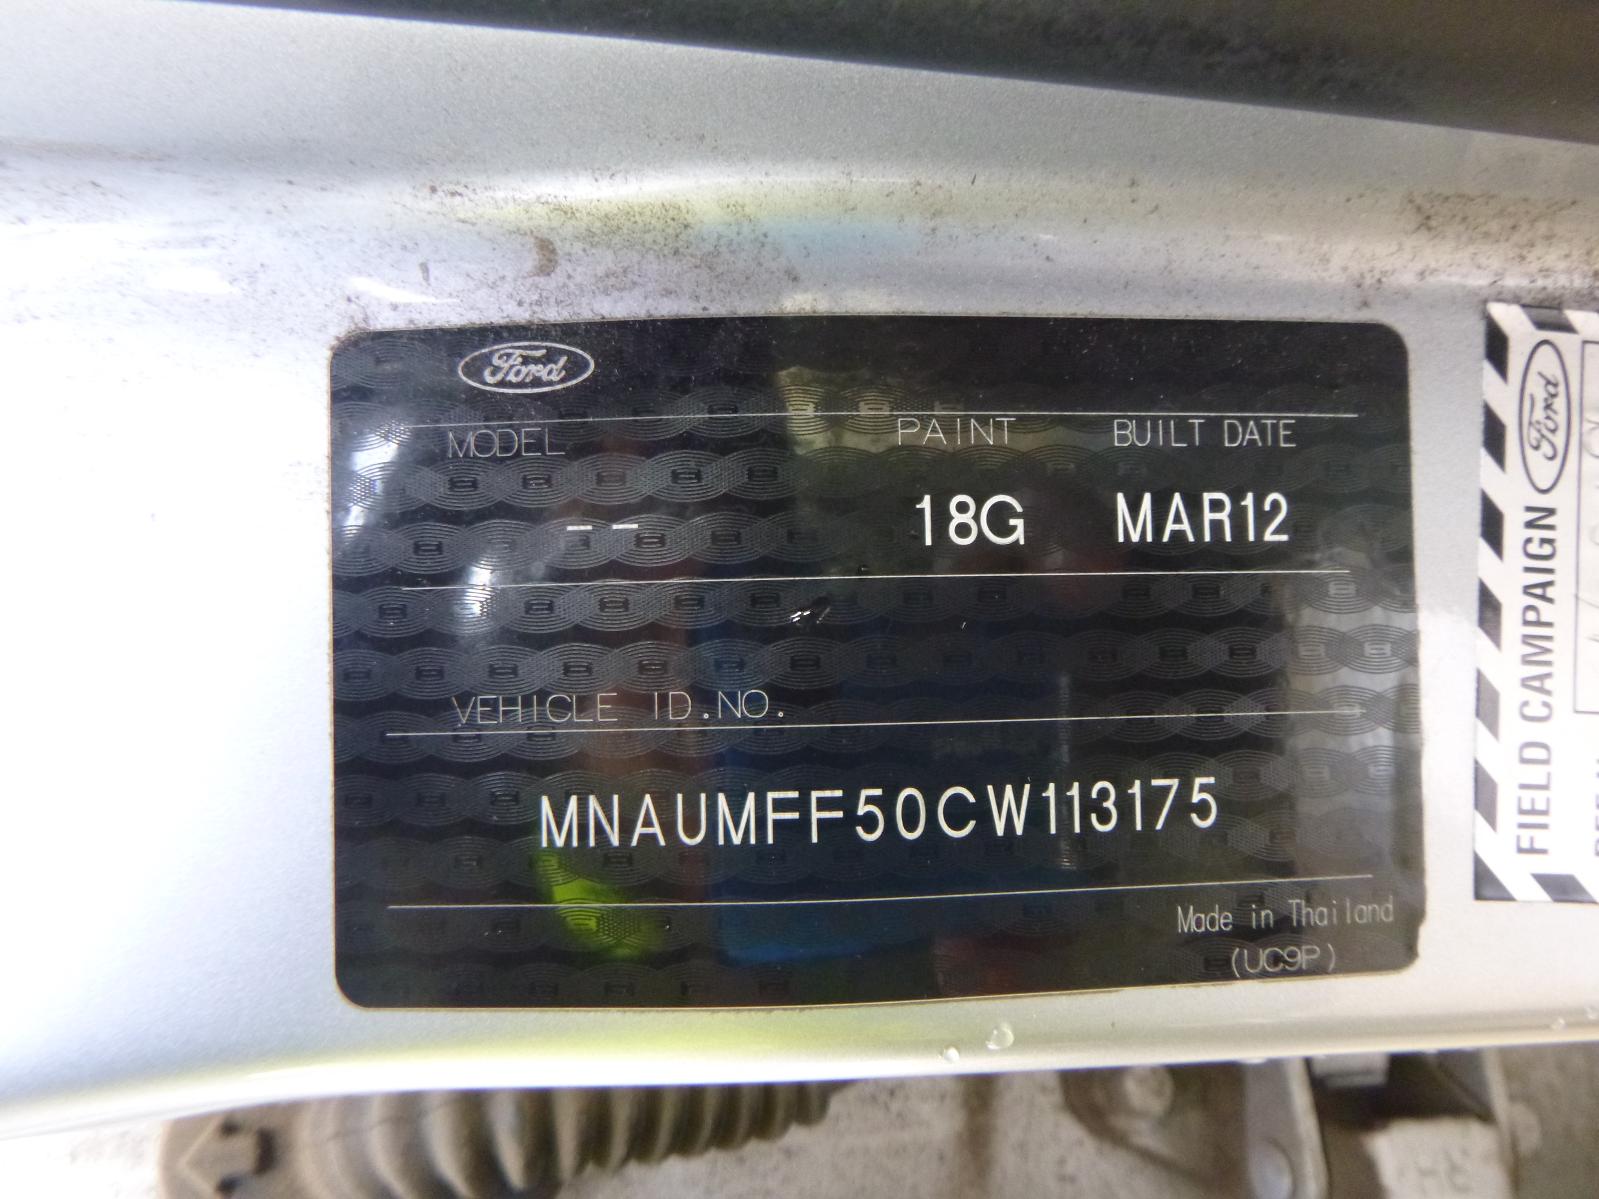 Ford
MODEL PAINT BUILT DATE
-- 18G MAR12
VEHICLE ID.NO.
MNAUMFF50CW113175
Made in Thailand
(UC9P)
Ford
FIELD CAMPAIGN